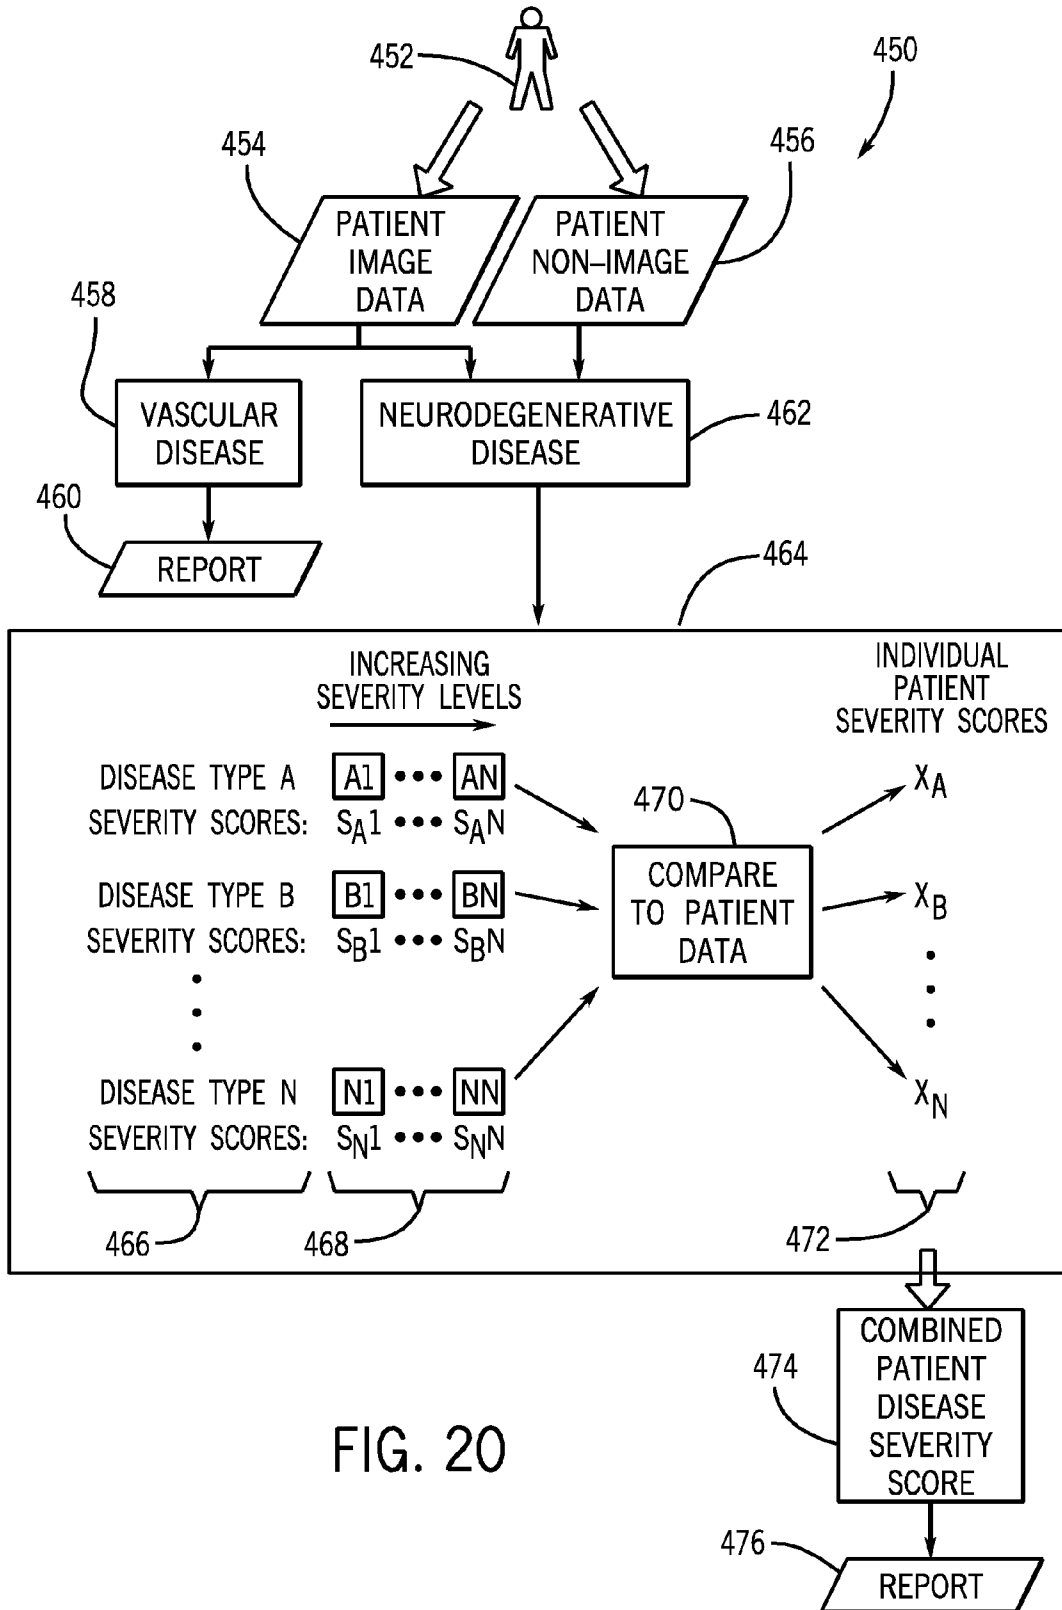 452
450
454
456
PATIENT
IMAGE
DATA
PATIENT
NON–IMAGE
DATA
458
VASCULAR
DISEASE
NEURODEGENERATIVE
DISEASE
462
460
REPORT
464
INCREASING
SEVERITY LEVELS
INDIVIDUAL
PATIENT
SEVERITY SCORES
DISEASE TYPE A A1 ••• AN
SEVERITY SCORES: SA1 ••• SAN
470
XA
DISEASE TYPE B B1 ••• BN
SEVERITY SCORES: SB1 ••• SBN
COMPARE
TO PATIENT
DATA
XB
DISEASE TYPE N N1 ••• NN
SEVERITY SCORES: SN1 ••• SNN
XN
466
468
472
474
COMBINED
PATIENT
DISEASE
SEVERITY
SCORE
FIG. 20
476
REPORT